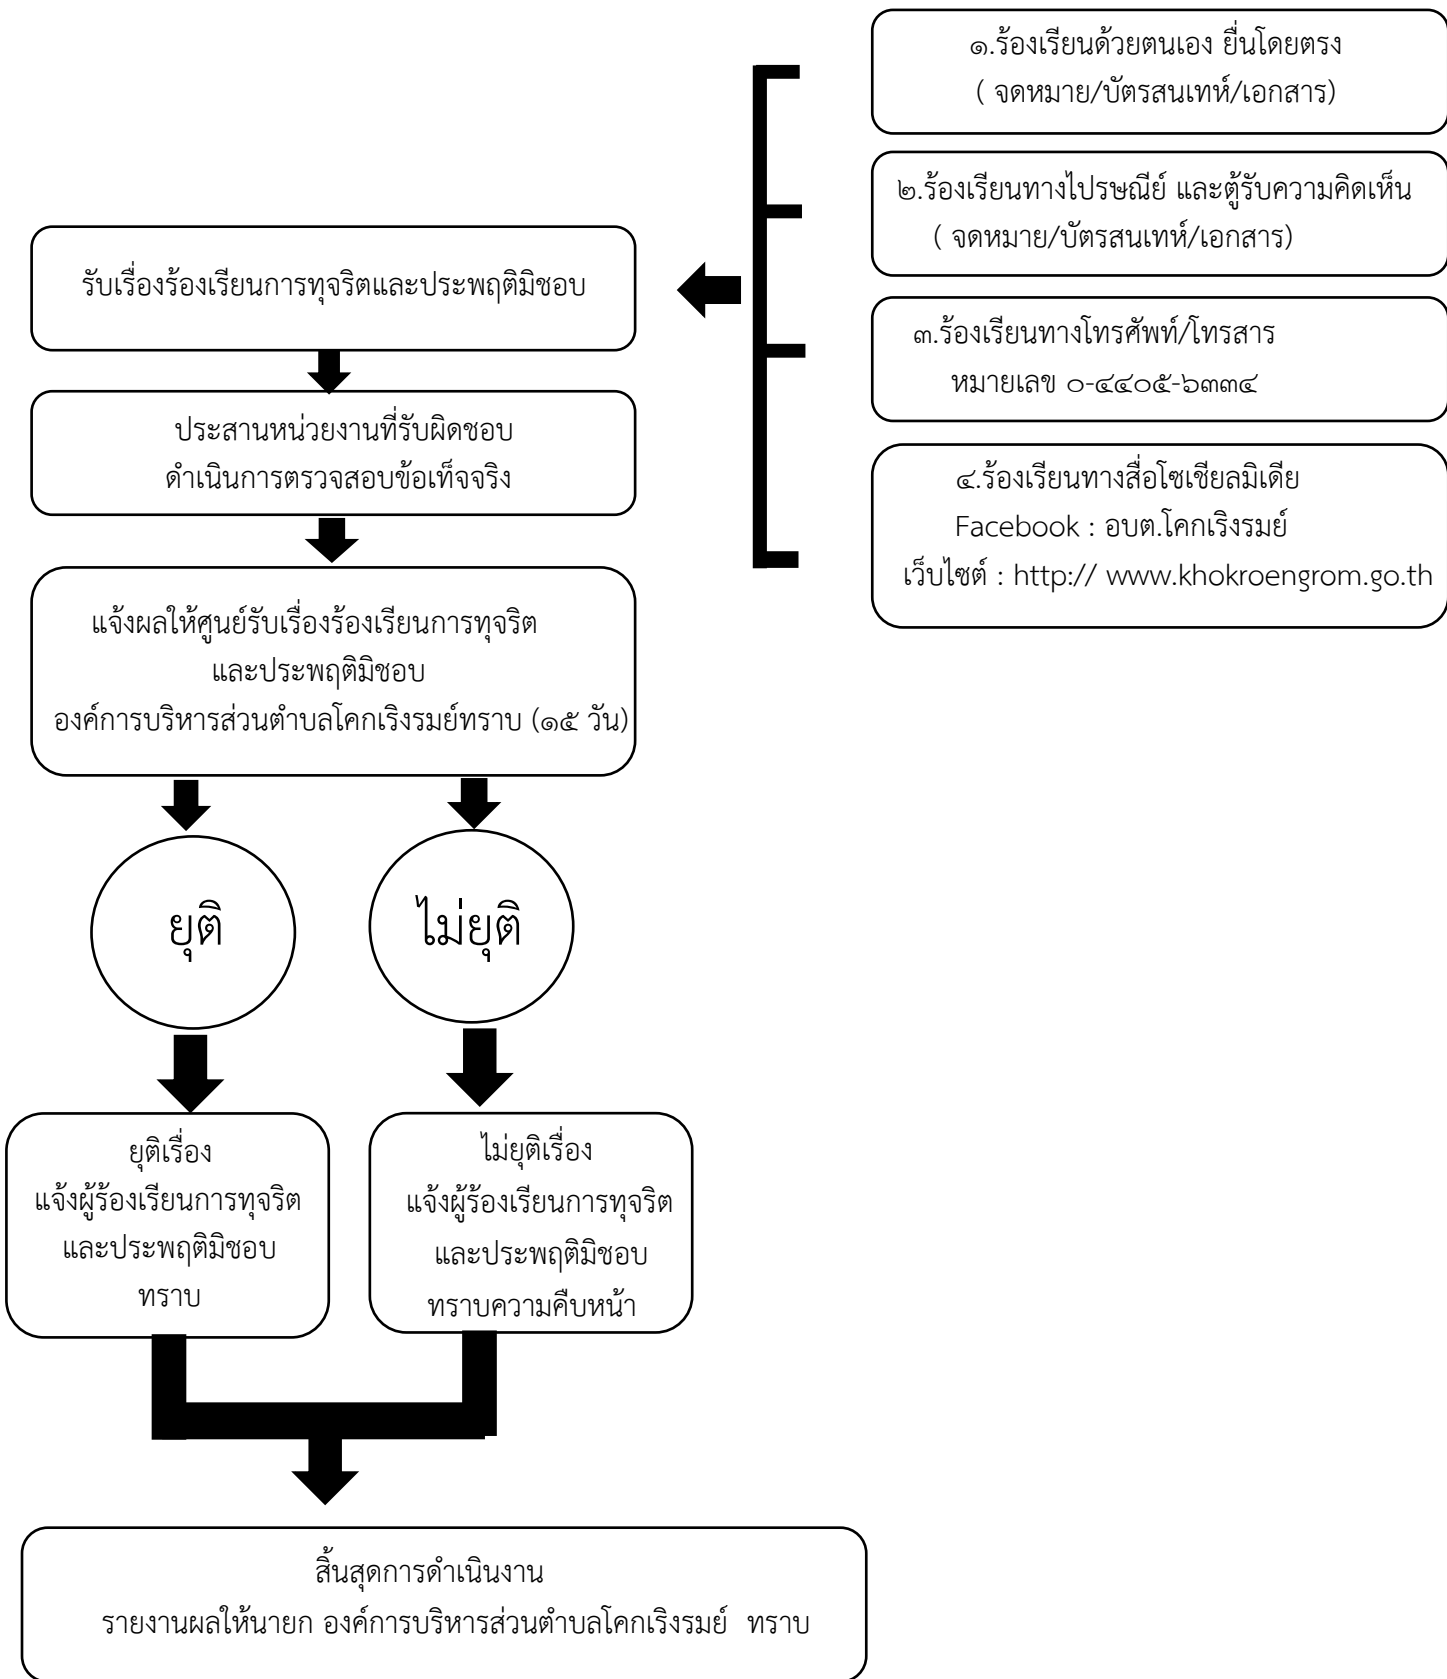 ๑.ร้องเรียนด้วยตนเอง ยื่นโดยตรง
( จดหมาย/บัตรสนเทห์/เอกสาร)
๒.ร้องเรียนทางไปรษณีย์ และตู้รับความคิดเห็น
( จดหมาย/บัตรสนเทห์/เอกสาร)
๓.ร้องเรียนทางโทรศัพท์/โทรสาร
หมายเลข ๐-๔๔๐๕-๖๓๓๔
๔.ร้องเรียนทางสื่อโซเชียลมิเดีย
Facebook : อบต.โคกเริงรมย์
เว็บไซต์ : http:// www.khokroengrom.go.th
รับเรื่องร้องเรียนการทุจริตและประพฤติมิชอบ
ประสานหน่วยงานที่รับผิดชอบ
ดำเนินการตรวจสอบข้อเท็จจริง
แจ้งผลให้ศูนย์รับเรื่องร้องเรียนการทุจริต
และประพฤติมิชอบ
องค์การบริหารส่วนตำบลโคกเริงรมย์ทราบ (๑๕ วัน)
ยุติ
ไม่ยุติ
ยุติเรื่อง
แจ้งผู้ร้องเรียนการทุจริต
และประพฤติมิชอบ
ทราบ
ไม่ยุติเรื่อง
แจ้งผู้ร้องเรียนการทุจริต
และประพฤติมิชอบ
ทราบความคืบหน้า
สิ้นสุดการดำเนินงาน
รายงานผลให้นายก องค์การบริหารส่วนตำบลโคกเริงรมย์ ทราบ